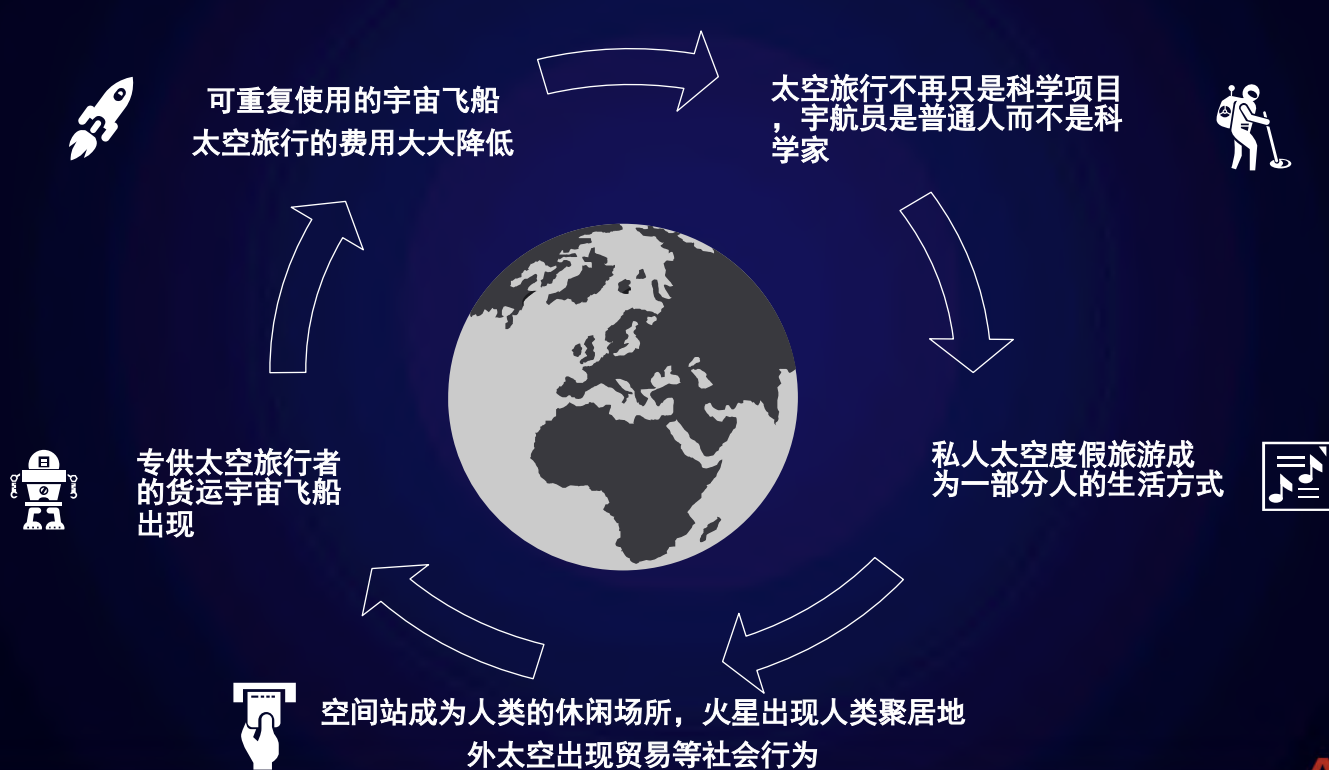 可重复使用的宇宙飞船
太空旅行的费用大大降低
太空旅行不再只是科学项目
，宇航员是普通人而不是科
学家
私人太空度假旅游成
为一部分人的生活方式
空间站成为人类的休闲场所，火星出现人类聚居地
外太空出现贸易等社会行为
专供太空旅行者
的货运宇宙飞船
出现